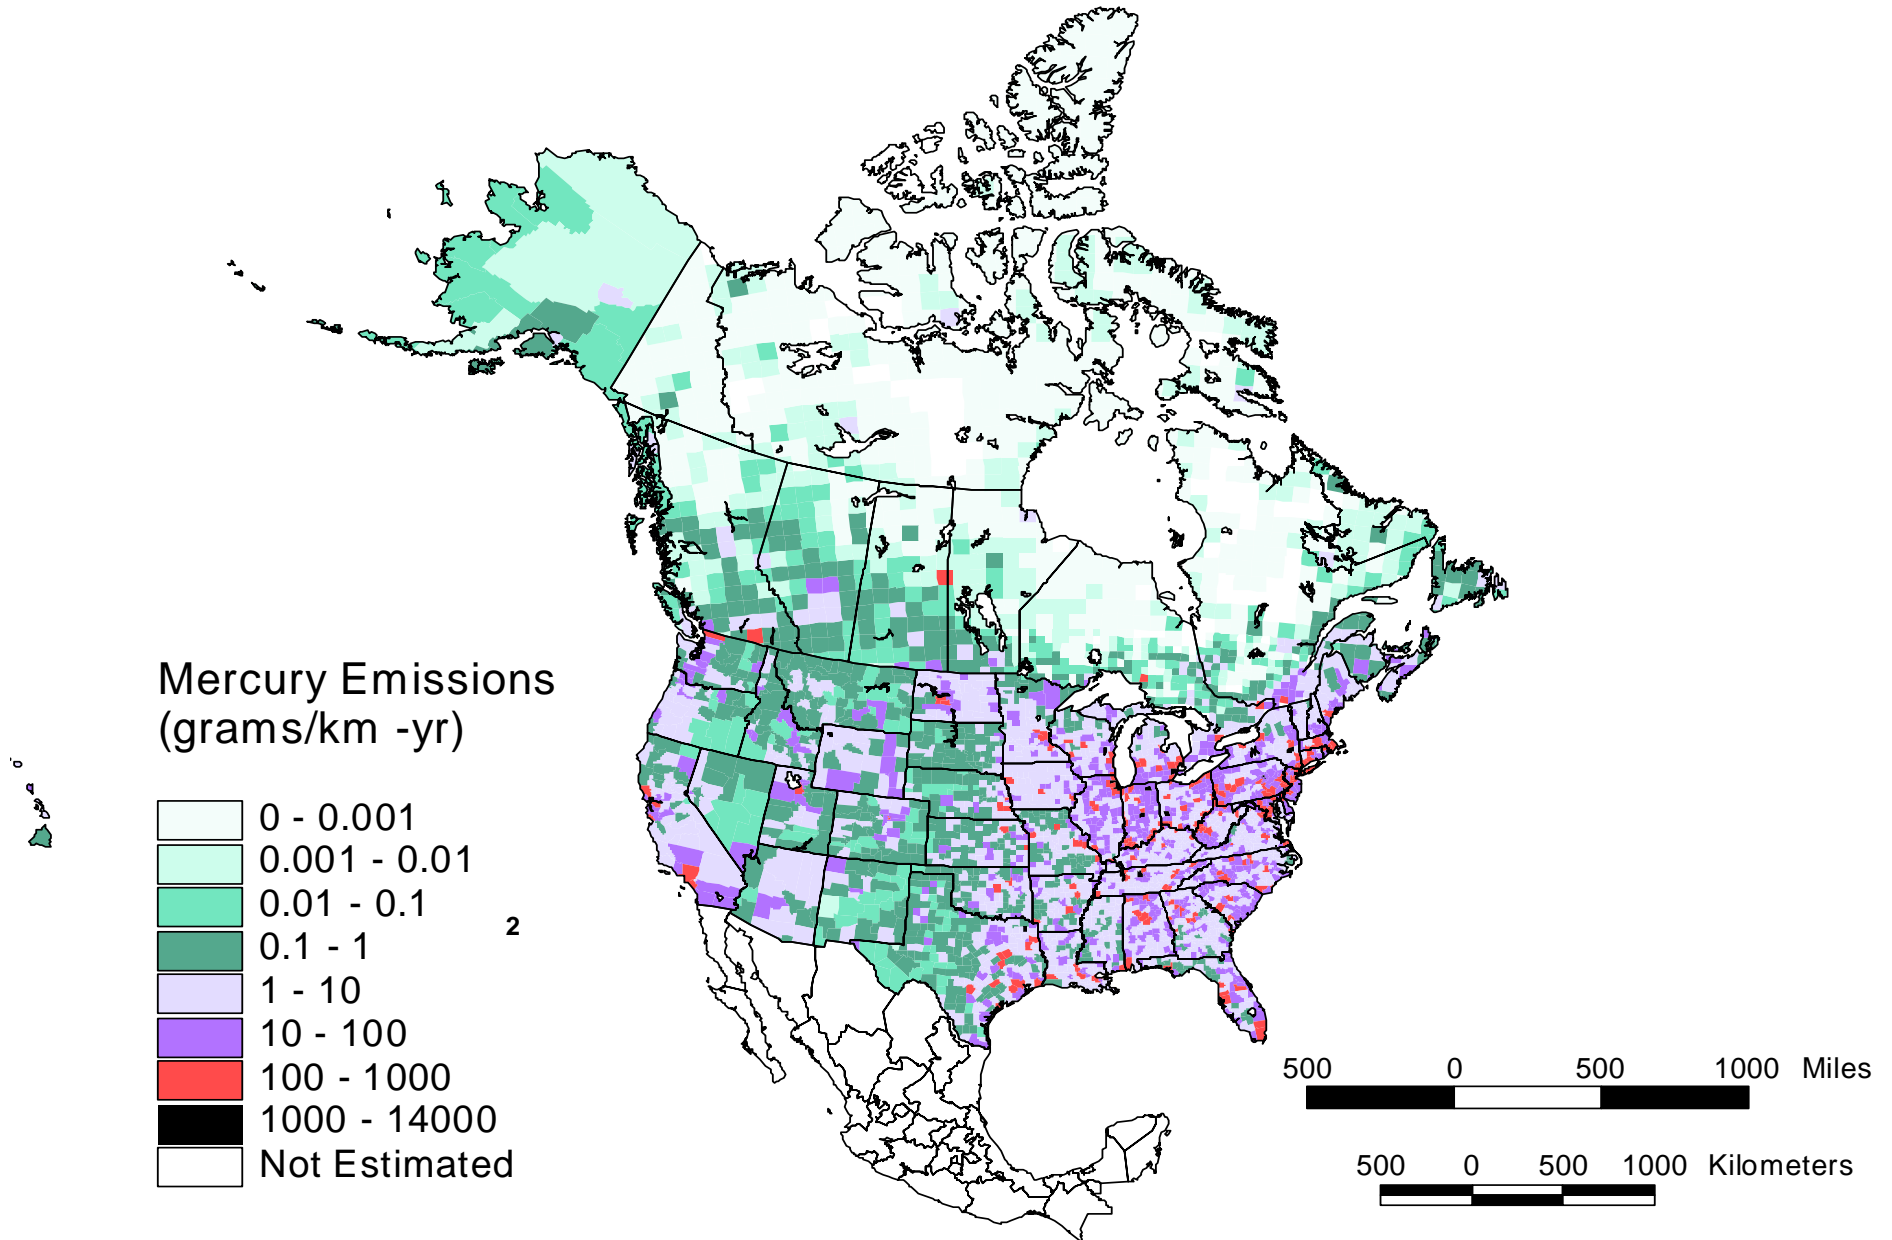 Mercury Emissions
(grams/km -yr)
2
0 - 0.001
0.001 - 0.01
0.01 - 0.1
0.1 - 1
1 - 10
10 - 100
100 - 1000
1000 - 14000
Not Estimated
500 0 500 1000 Miles
500 0 500 1000 Kilometers